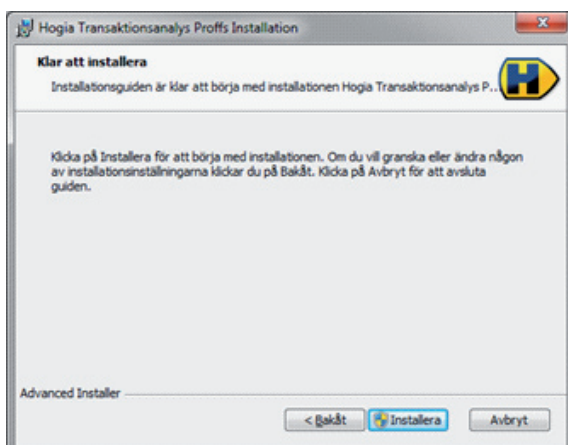 Hogia Transaktionsanalys Proffs Installation
Klar att installera
Installationsguiden är klar att börja med installationen Hogia Transaktionsanalys P...
H
Klicka på Installera för att börja med installationen. Om du vill granska eller ändra någon
av installationsinställningarna klickar du på Bakåt. Klicka på Avbryt för att avsluta
guiden.
Advanced Installer
< Bakåt
Installera
Avbryt